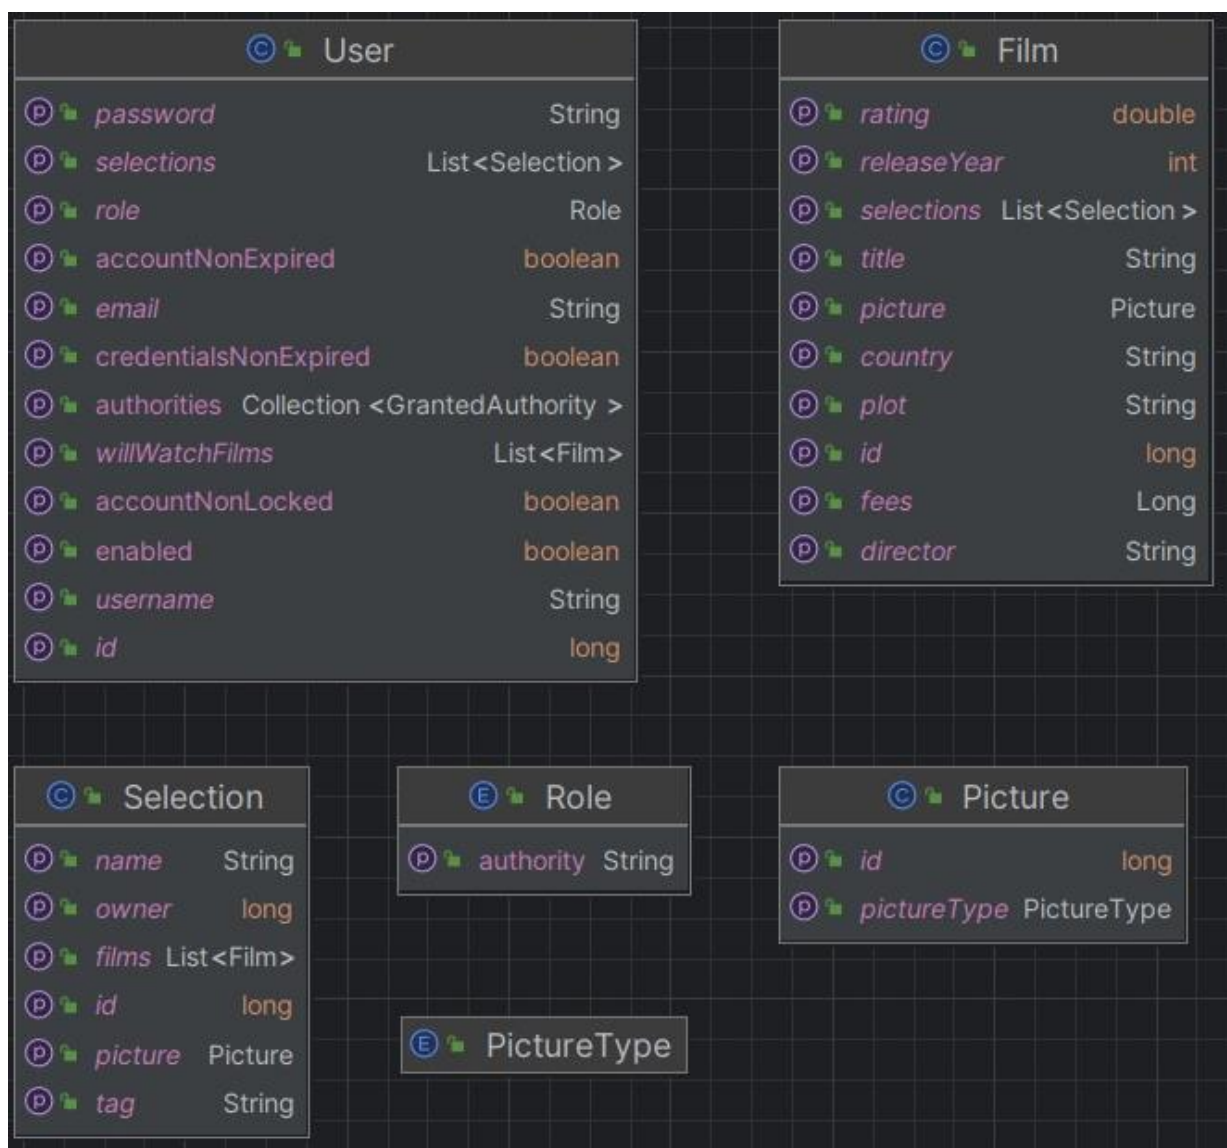 User
password String
selections List<Selection >
role Role
accountNonExpired boolean
email String
credentialsNonExpired boolean
authorities Collection <GrantedAuthority >
willWatchFilms List<Film>
accountNonLocked boolean
enabled boolean
username String
id long
Film
rating double
releaseYear int
selections List<Selection >
title String
picture Picture
country String
plot String
id long
fees Long
director String
Selection
name String
owner long
films List<Film>
id long
picture Picture
tag String
Role
authority String
PictureType
Picture
id long
pictureType PictureType